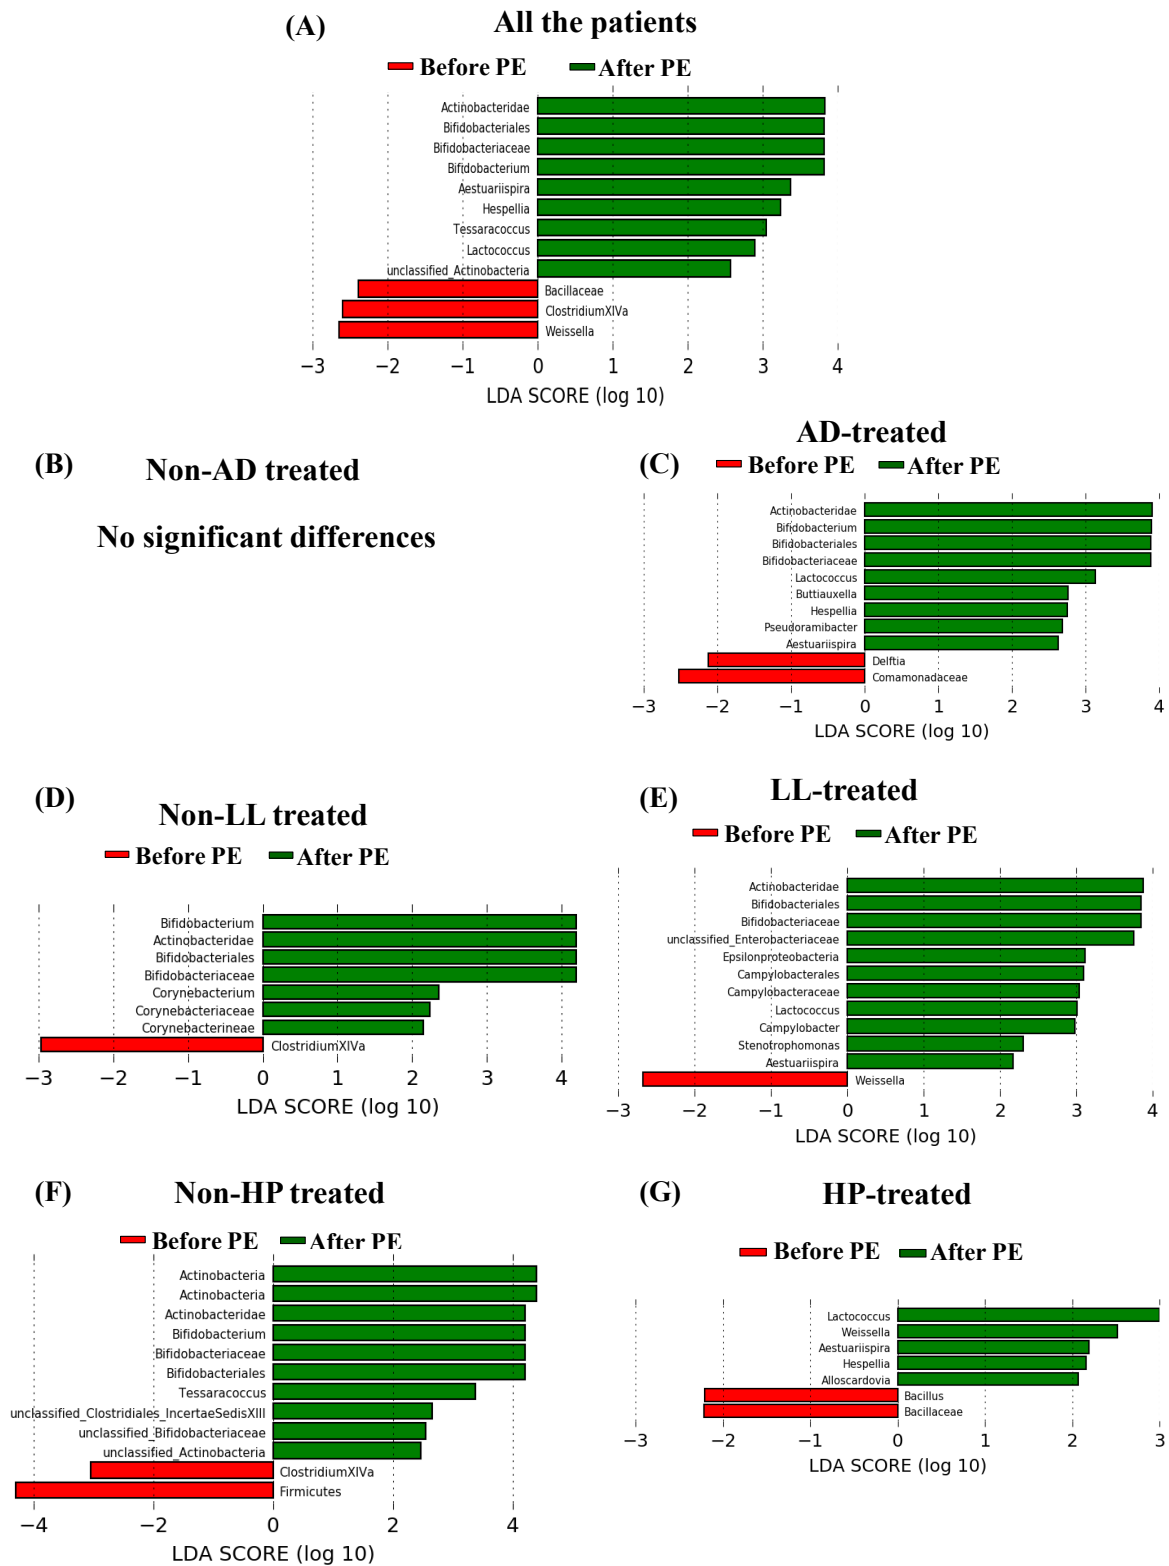 (A) All the patients
Before PE After PE
Actinobacteridae
Bifidobacteriales
Bifidobacteriaceae
Bifidobacterium
Aestuariispira
Hespellia
Tessaracoccus
Lactococcus
unclassified_Actinobacteria
Bacillaceae
ClostridiumXIVa
Weissella
−3 −2 −1 0 1 2 3 4
LDA SCORE (log 10)
(B) Non-AD treated
No significant differences
(C) AD-treated
Before PE After PE
Actinobacteridae
Bifidobacterium
Bifidobacteriales
Bifidobacteriaceae
Lactococcus
Buttiauxella
Hespellia
Pseudoramibacter
Aestuariispira
Delftia
Comamonadaceae
−3 −2 −1 0 1 2 3 4
LDA SCORE (log 10)
(D) Non-LL treated
Before PE After PE
Bifidobacterium
Actinobacteridae
Bifidobacteriales
Bifidobacteriaceae
Corynebacterium
Corynebacteriaceae
Corynebacterineae
ClostridiumXIVa
−3 −2 −1 0 1 2 3 4
LDA SCORE (log 10)
(E) LL-treated
Before PE After PE
Actinobacteridae
Bifidobacteriales
Bifidobacteriaceae
unclassified_Enterobacteriaceae
Epsilonproteobacteria
Campylobacterales
Campylobacteraceae
Lactococcus
Campylobacter
Stenotrophomonas
Aestuariispira
Weissella
−3 −2 −1 0 1 2 3 4
LDA SCORE (log 10)
(F) Non-HP treated
Before PE After PE
Actinobacteria
Actinobacteria
Actinobacteridae
Bifidobacterium
Bifidobacteriaceae
Bifidobacteriales
Tessaracoccus
unclassified_Clostridiales_IncertaeSedisXIII
unclassified_Bifidobacteriaceae
unclassified_Actinobacteria
ClostridiumXIVa
Firmicutes
−4 −2 0 2 4
LDA SCORE (log 10)
(G) HP-treated
Before PE After PE
Lactococcus
Weissella
Aestuariispira
Hespellia
Alloscardovia
Bacillus
Bacillaceae
−3 −2 −1 0 1 2 3
LDA SCORE (log 10)